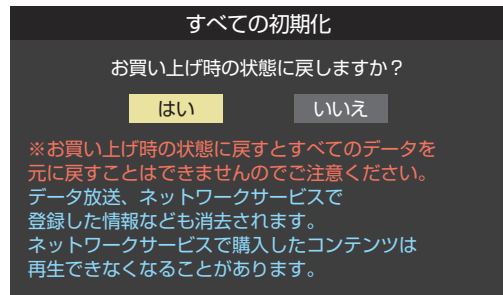 すべての初期化
お買い上げ時の状態に戻しますか？
はい いいえ
※お買い上げ時の状態に戻すとすべてのデータを
元に戻すことはできませんのでご注意ください。
データ放送、ネットワークサービスで
登録した情報なども消去されます。
ネットワークサービスで購入したコンテンツは
再生できなくなることがあります。